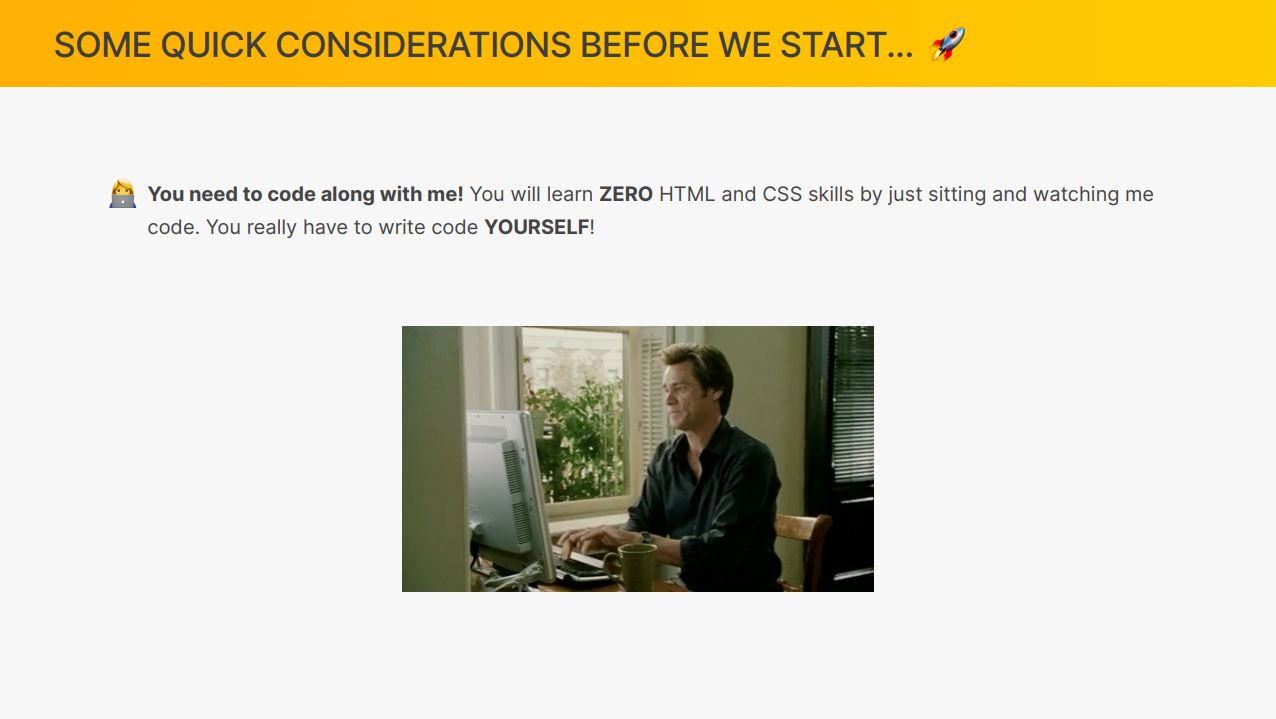 SOME QUICK CONSIDERATIONS BEFORE WE START… 🚀
👩‍💻 You need to code along with me! You will learn ZERO HTML and CSS skills by just sitting and watching me
code. You really have to write code YOURSELF!